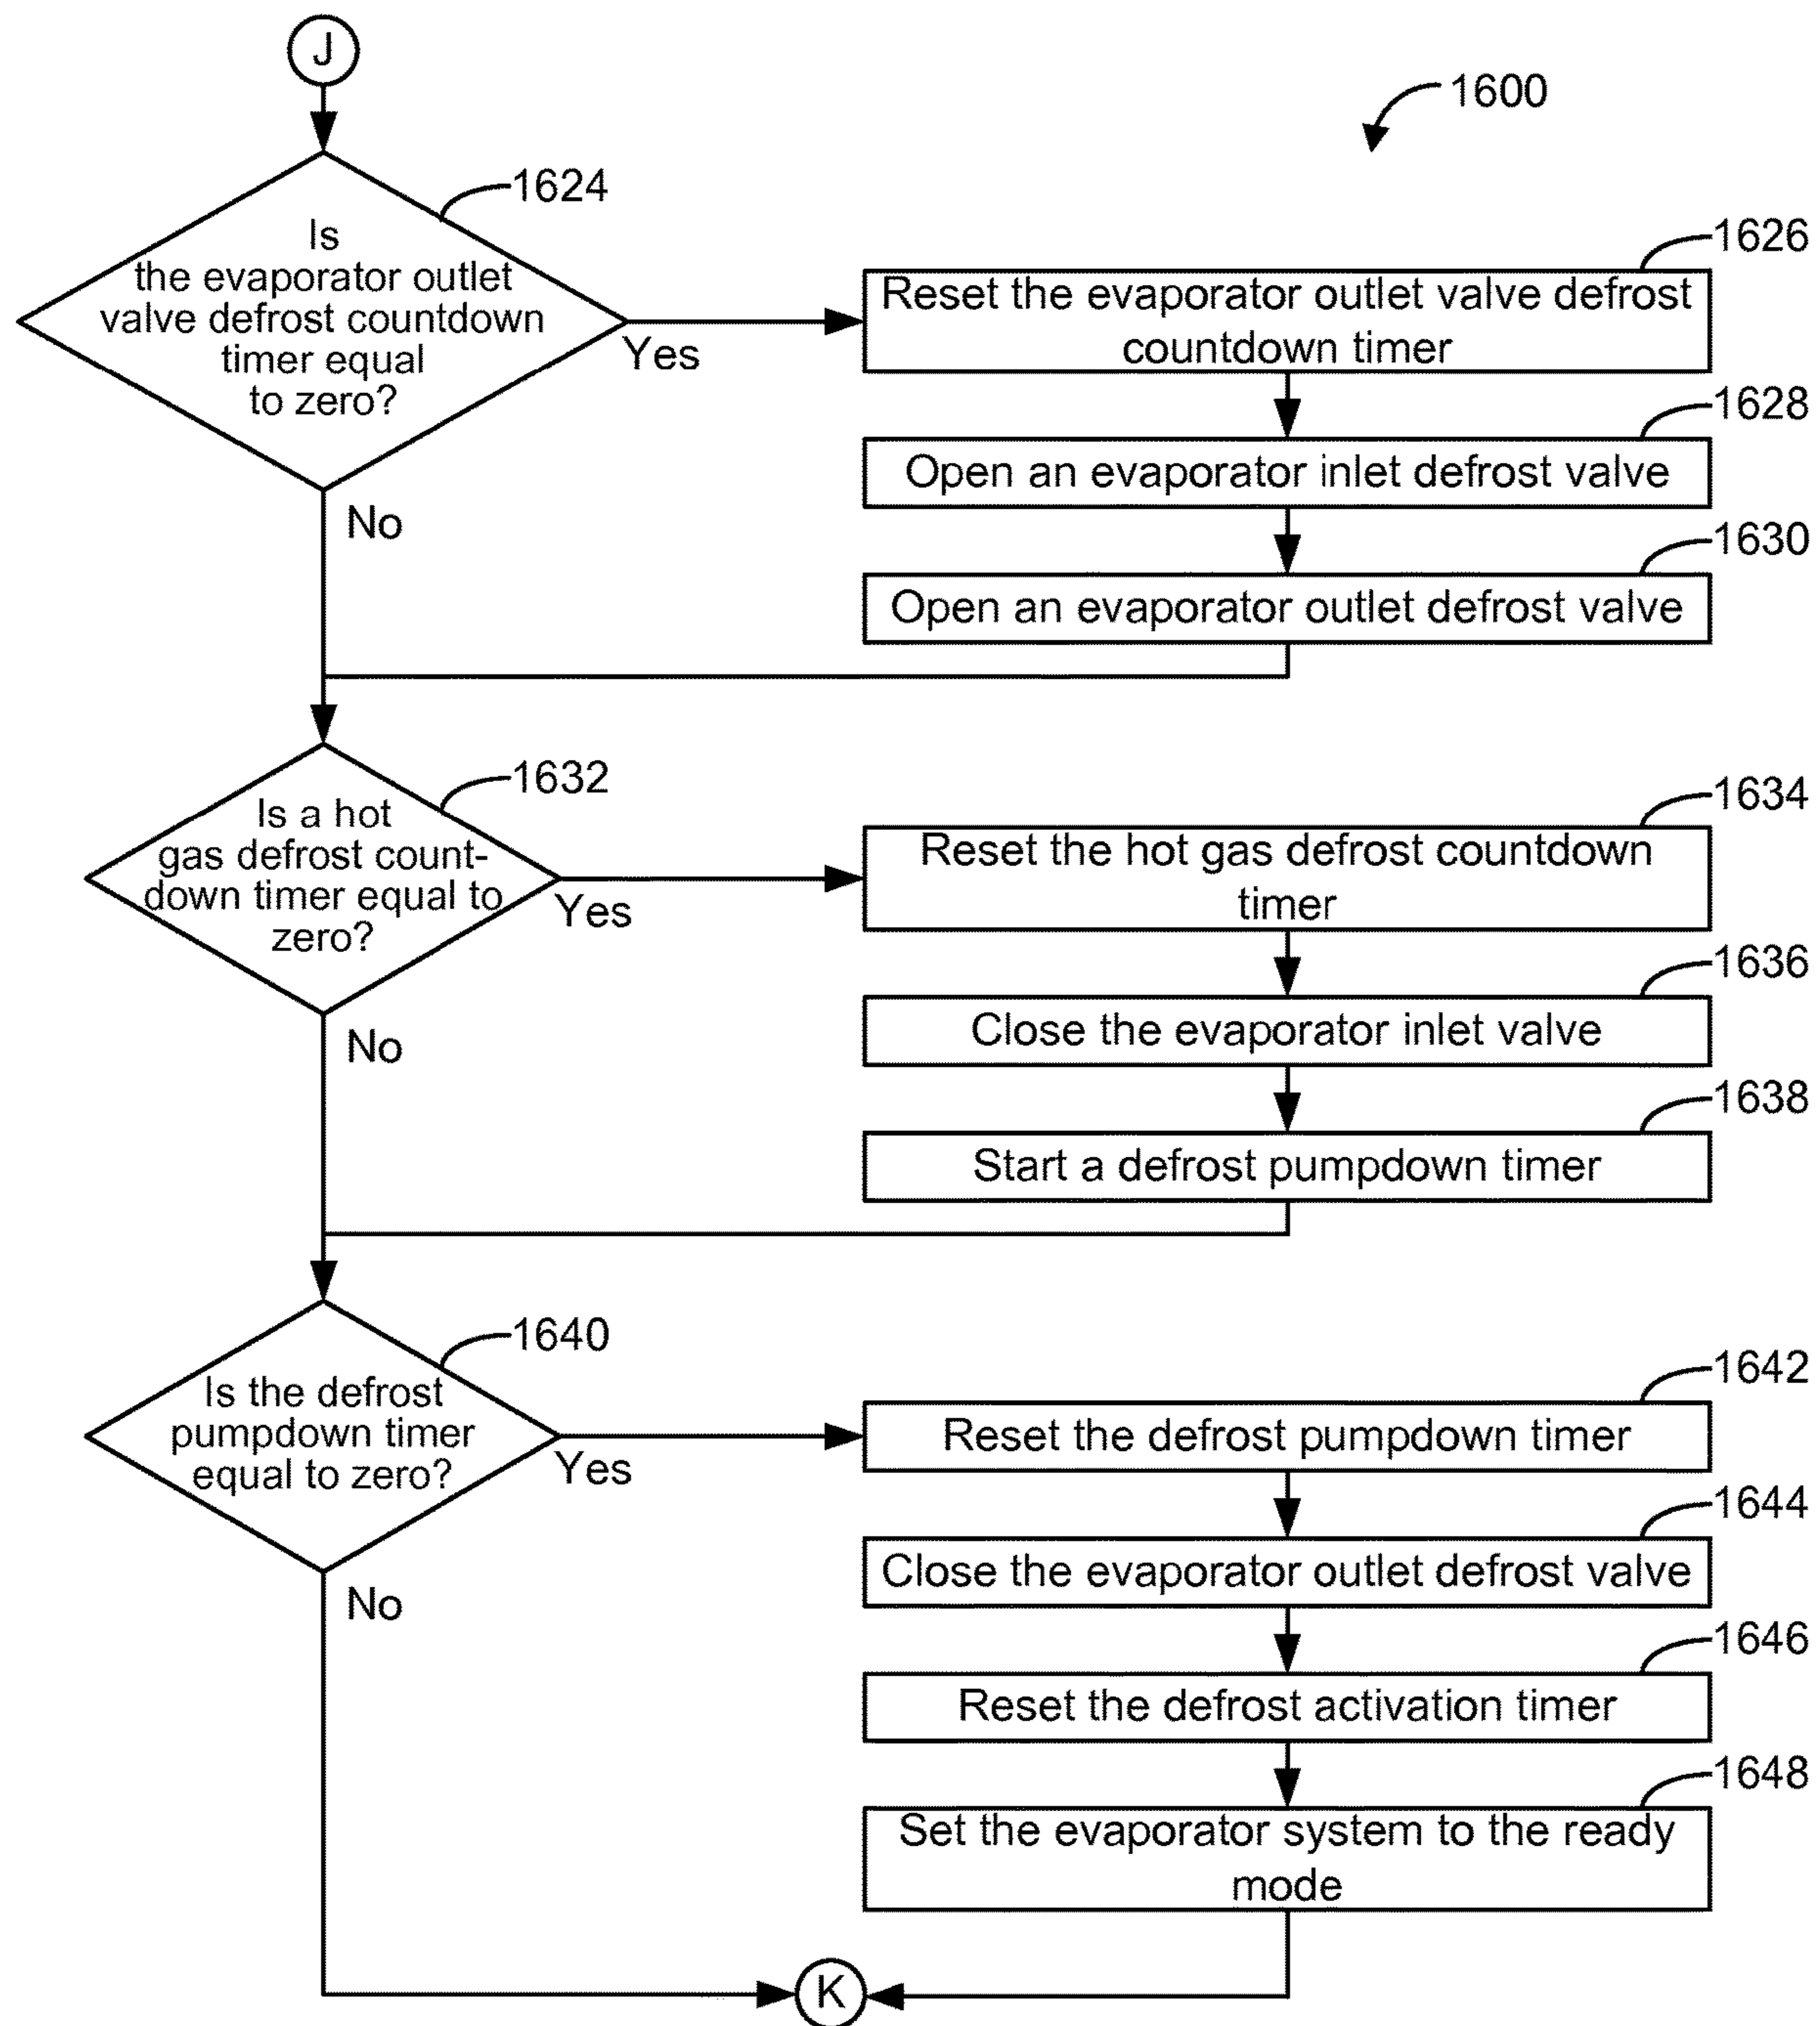 J
1600
1624
Is
the evaporator outlet
valve defrost countdown
timer equal
to zero?
Yes
No
1626
Reset the evaporator outlet valve defrost
countdown timer
1628
Open an evaporator inlet defrost valve
1630
Open an evaporator outlet defrost valve
1632
Is a hot
gas defrost count-
down timer equal to
zero?
Yes
No
1634
Reset the hot gas defrost countdown
timer
1636
Close the evaporator inlet valve
1638
Start a defrost pumpdown timer
1640
Is the defrost
pumpdown timer
equal to zero?
Yes
No
1642
Reset the defrost pumpdown timer
1644
Close the evaporator outlet defrost valve
1646
Reset the defrost activation timer
1648
Set the evaporator system to the ready
mode
K